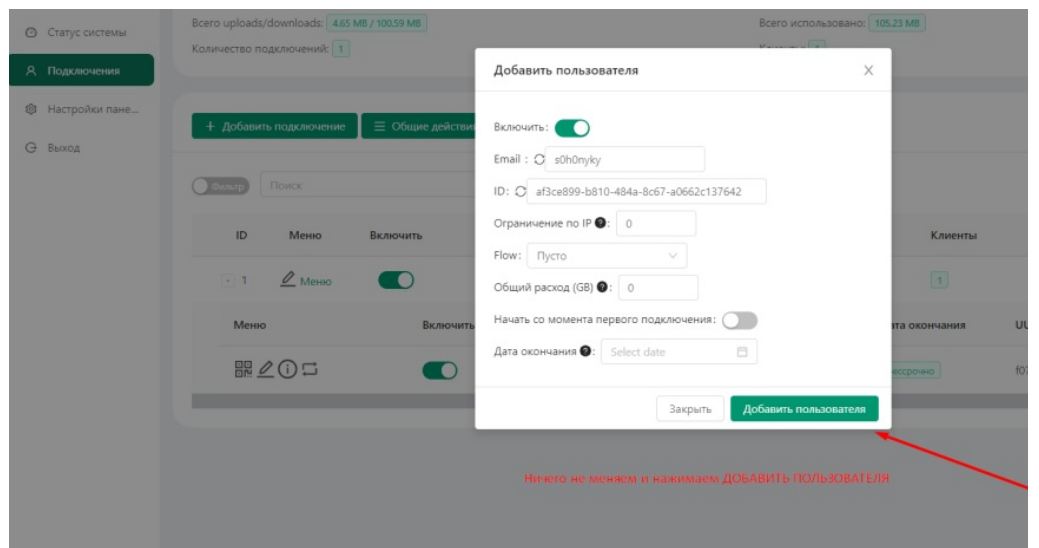 Статус системы
Подключения
Настройки пане...
Выход
Всего uploads/downloads: 4.65 MB / 100.59 MB
Количество подключений: 1
Всего использовано: 105.23 MB
+ Добавить подключение
Общие действи
Фильтр
Поиск
ID Меню Включить Клиенты
1 Меню 1
Меню Включить та окончания UU
ессрочно f07
Добавить пользователя
Включить:
Email : s0h0nyky
ID: af3ce899-b810-484a-8c67-a0662c137642
Ограничение по IP ?: 0
Flow: Пусто
Общий расход (GB) ?: 0
Начать со момента первого подключения:
Дата окончания ?: Select date
Закрыть Добавить пользователя
Ничего не меняем и нажимаем ДОБАВИТЬ ПОЛЬЗОВАТЕЛЯ